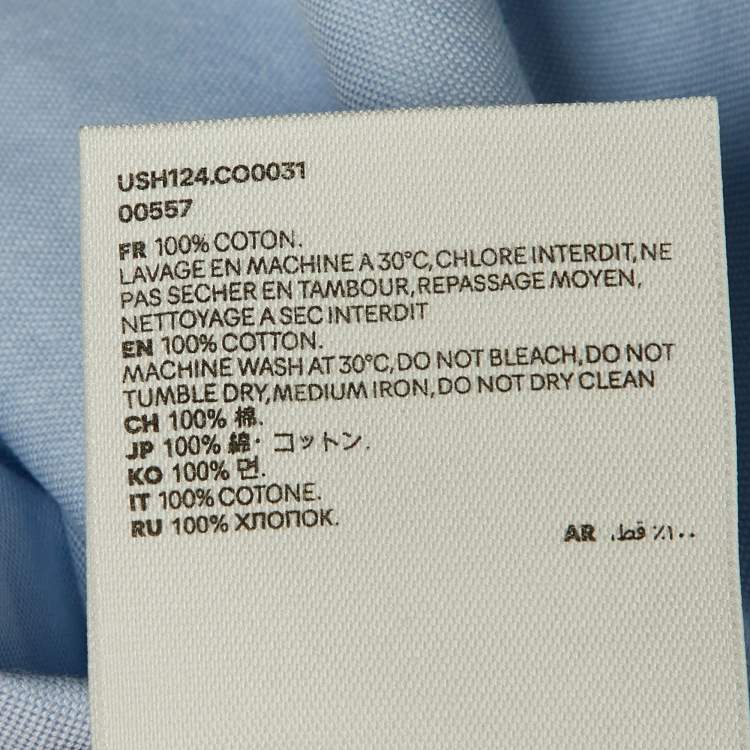 USH124.CO0031
00557
FR 100% COTON.
LAVAGE EN MACHINE A 30°C,CHLORE INTERDIT,NE
PAS SECHER EN TAMBOUR,REPASSAGE MOYEN,
NETTOYAGE A SEC INTERDIT
EN 100% COTTON.
MACHINE WASH AT 30°C,DO NOT BLEACH,DO NOT
TUMBLE DRY,MEDIUM IRON,DO NOT DRY CLEAN
CH 100% 棉.
JP 100% 綿・ コットン.
KO 100% 면.
IT 100% COTONE.
RU 100% ХЛОПОК.
AR ١٠٠٪ قطن.